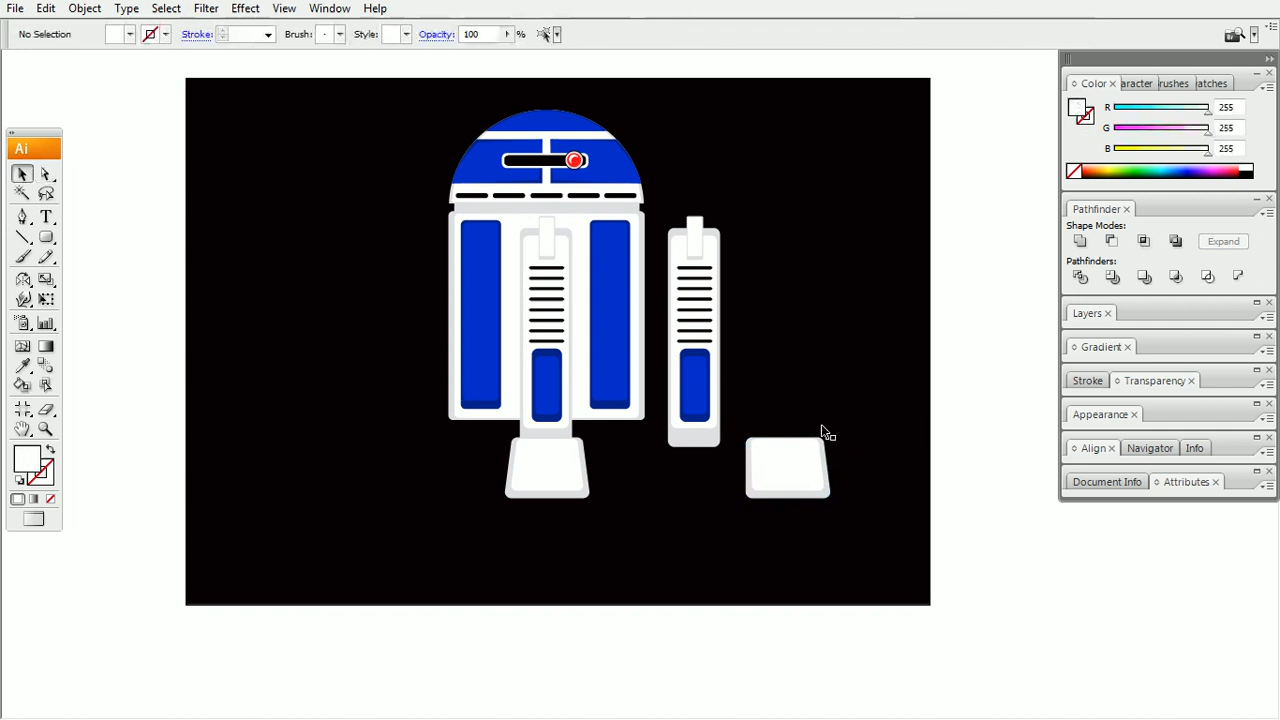 File Edit Object Type Select Filter Effect View Window Help
No Selection Stroke: Brush: Style: Opacity: 100 %
Ai
Color aracter rushes atches
R 255
G 255
B 255
Pathfinder
Shape Modes:
Expand
Pathfinders:
Layers
Gradient
Stroke Transparency
Appearance
Align Navigator Info
Document Info Attributes